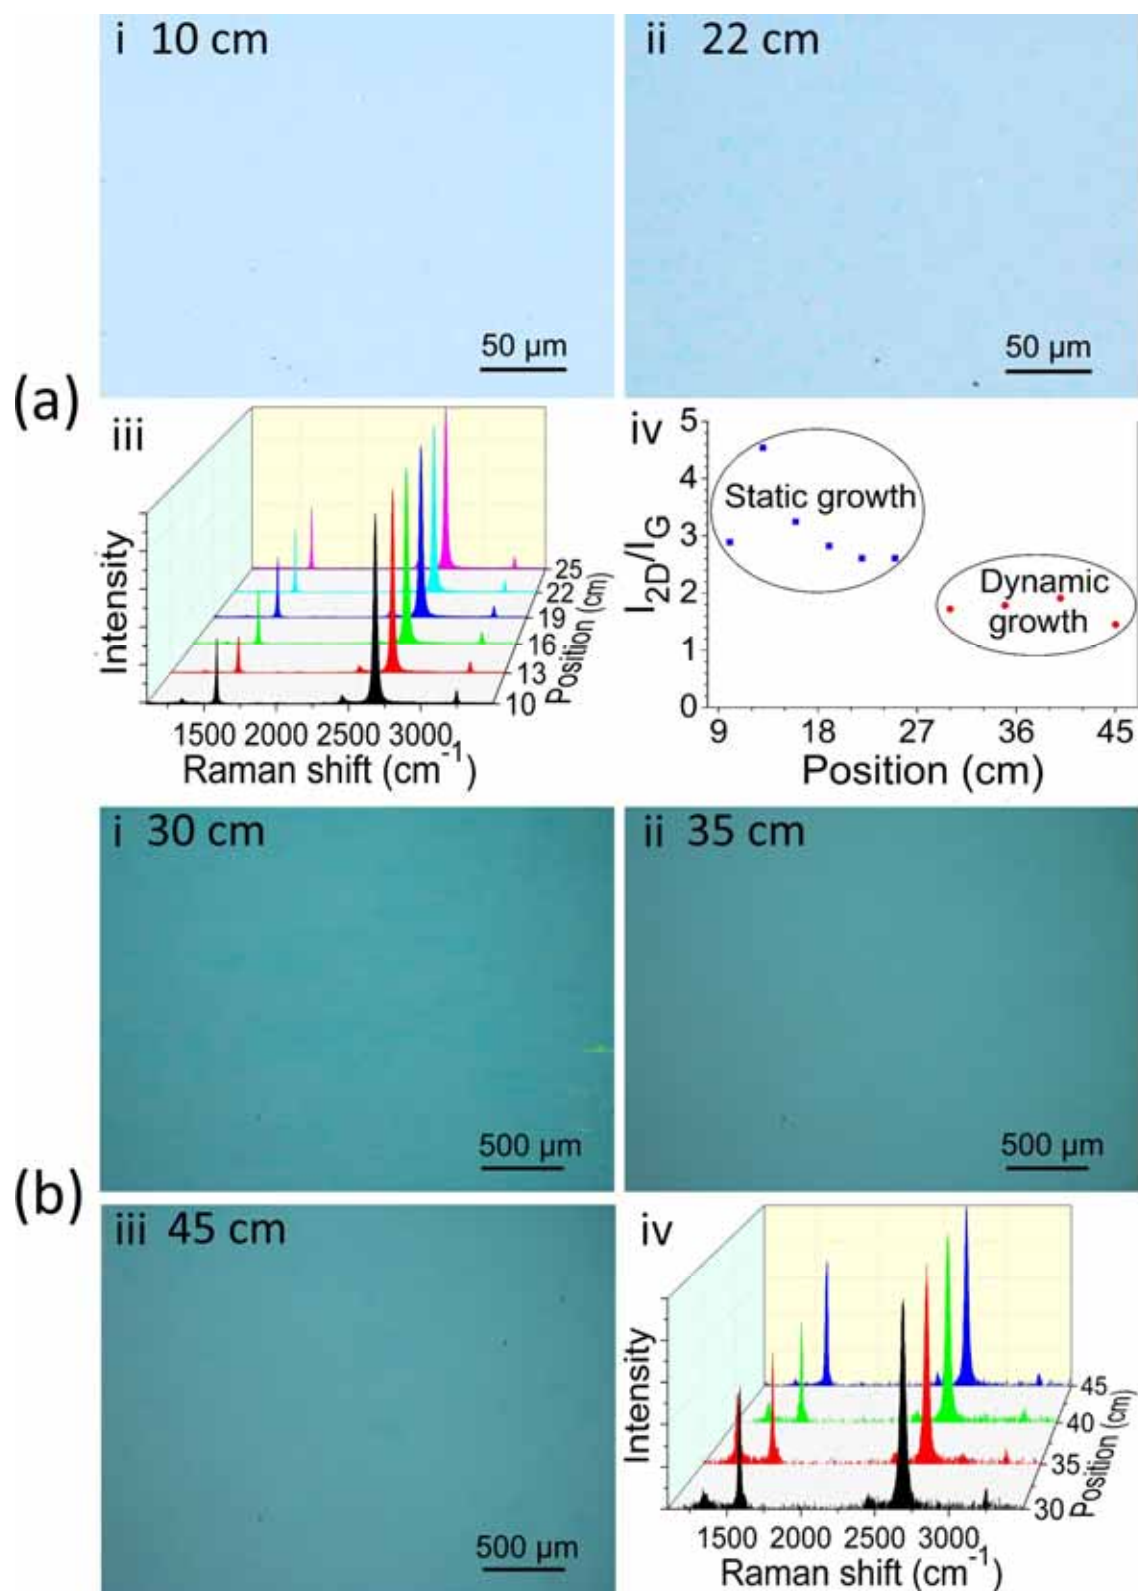 (a)
i 10 cm
50 µm
ii 22 cm
50 µm
iii
Intensity
1500 2000 2500 3000
Raman shift (cm-1)
10
13
16
19
22
25
Position (cm)
iv
I2D/IG
5
4
3
2
1
0
Static growth
Dynamic
growth
9 18 27 36 45
Position (cm)
(b)
i 30 cm
500 µm
ii 35 cm
500 µm
iii 45 cm
500 µm
iv
Intensity
1500 2000 2500 3000
Raman shift (cm-1)
30
35
40
45
Position (cm)